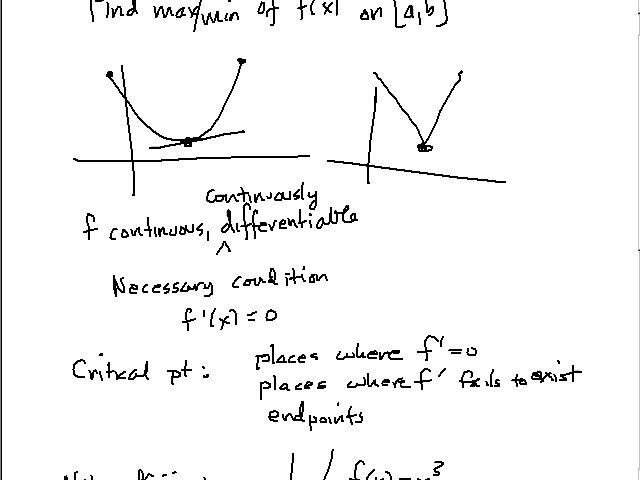 Find max/min of f(x) on [a,b]
continuously
f continuous, ^ differentiable
Necessary condition
f'(x) = 0
Critical pt: places where f' = 0
places where f' fails to exist
endpoints
f(x) = x³